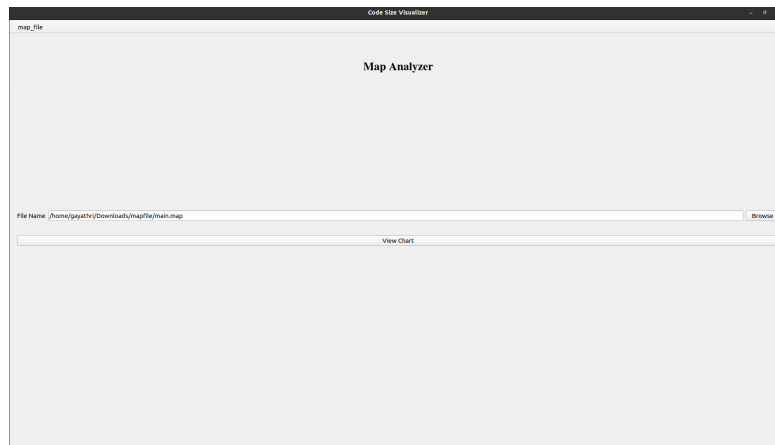 Code Size Visualizer
map_file
Map Analyzer
File Name /home/gayathri/Downloads/mapfile/main.map Browse
View Chart